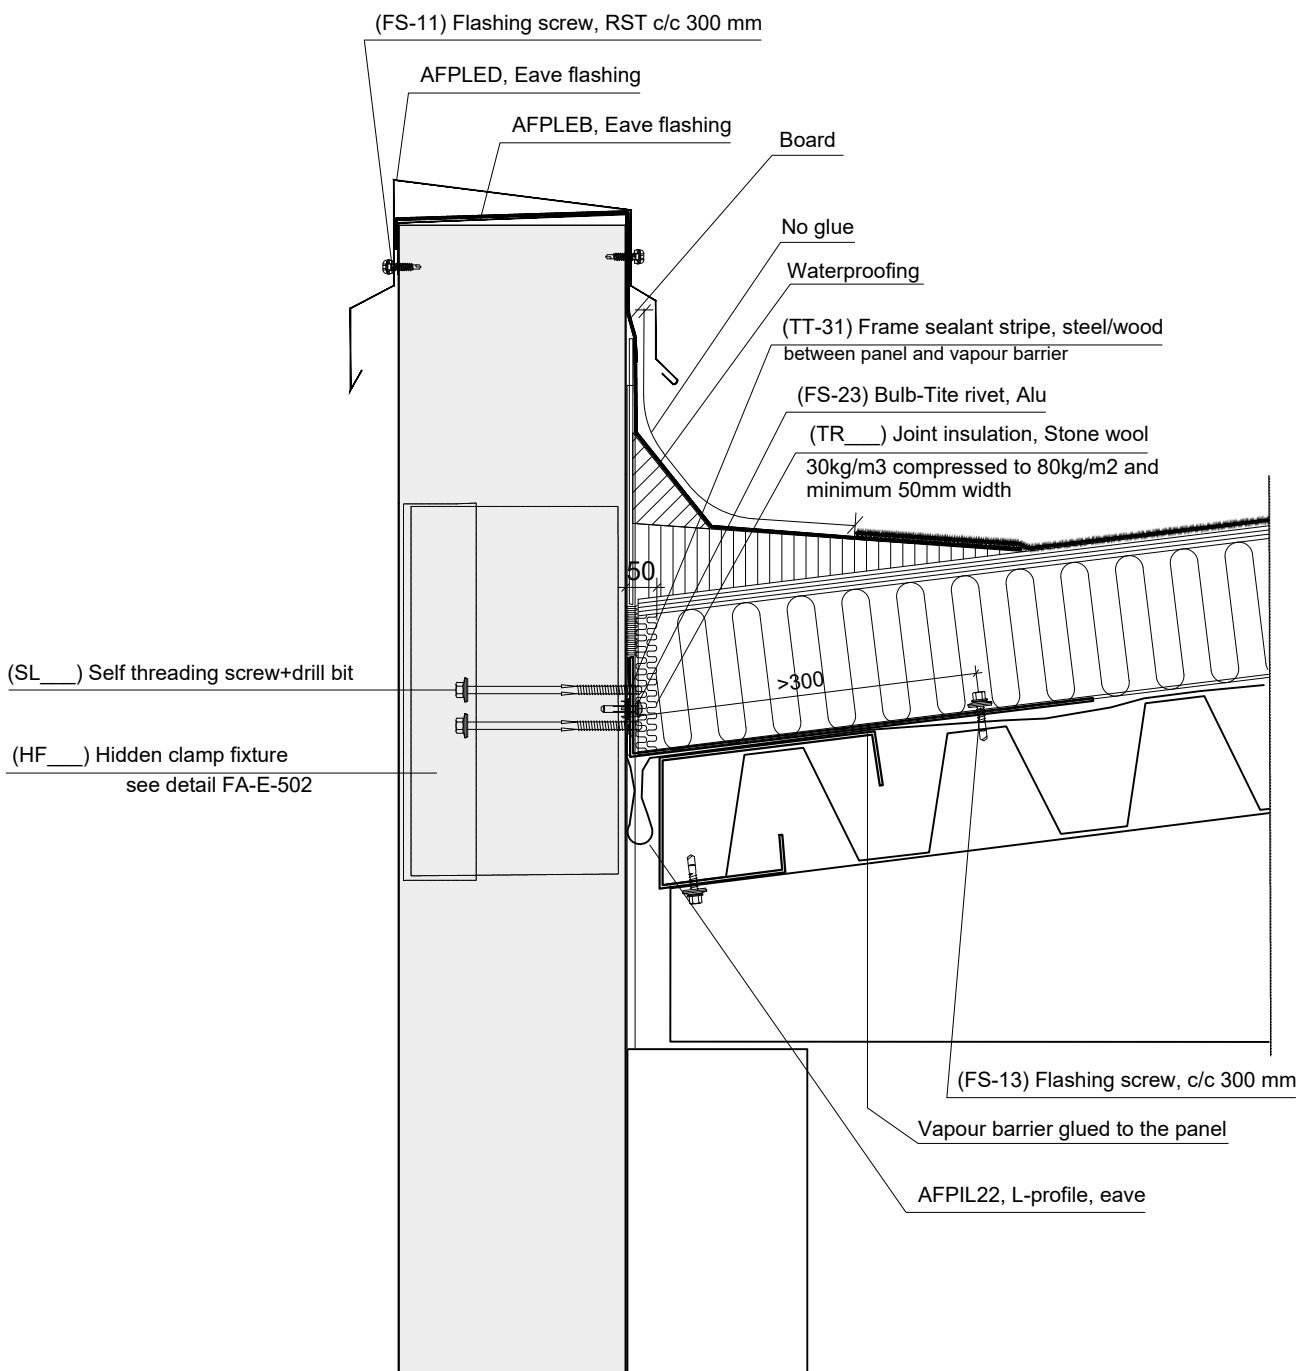 (FS-11) Flashing screw, RST c/c 300 mm
AFPLED, Eave flashing
AFPLEB, Eave flashing
Board
No glue
Waterproofing
(TT-31) Frame sealant stripe, steel/wood
between panel and vapour barrier
(FS-23) Bulb-Tite rivet, Alu
(TR___) Joint insulation, Stone wool
30kg/m3 compressed to 80kg/m2 and
minimum 50mm width
50
(SL___) Self threading screw+drill bit
>300
(HF___) Hidden clamp fixture
see detail FA-E-502
(FS-13) Flashing screw, c/c 300 mm
Vapour barrier glued to the panel
AFPIL22, L-profile, eave